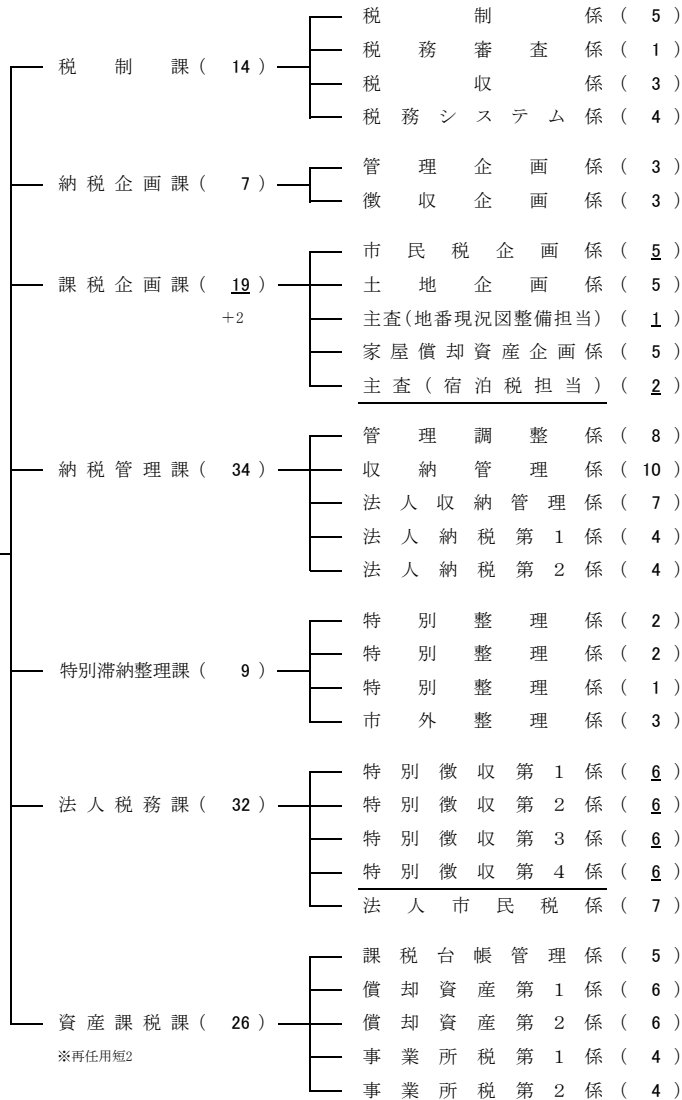 税制係( 5 )
税務審査係( 1 )
税制課( 14 )
税収係( 3 )
税務システム係( 4 )
管理企画係( 3 )
納税企画課( 7 )
徴収企画係( 3 )
市民税企画係( 5 )
課税企画課( 19 ) 土地企画係( 5 )
+2 主査(地番現況図整備担当)( 1 )
家屋償却資産企画係( 5 )
主査(宿泊税担当)( 2 )
管理調整係( 8 )
納税管理課( 34 ) 収納管理係( 10 )
法人収納管理係( 7 )
法人納税第1係( 4 )
法人納税第2係( 4 )
特別整理係( 2 )
特別整理係( 2 )
特別滞納整理課( 9 )
特別整理係( 1 )
市外整理係( 3 )
特別徴収第1係( 6 )
法人税務課( 32 ) 特別徴収第2係( 6 )
特別徴収第3係( 6 )
特別徴収第4係( 6 )
法人市民税係( 7 )
課税台帳管理係( 5 )
償却資産第1係( 6 )
資産課税課( 26 ) 償却資産第2係( 6 )
※再任用短2 事業所税第1係( 4 )
事業所税第2係( 4 )